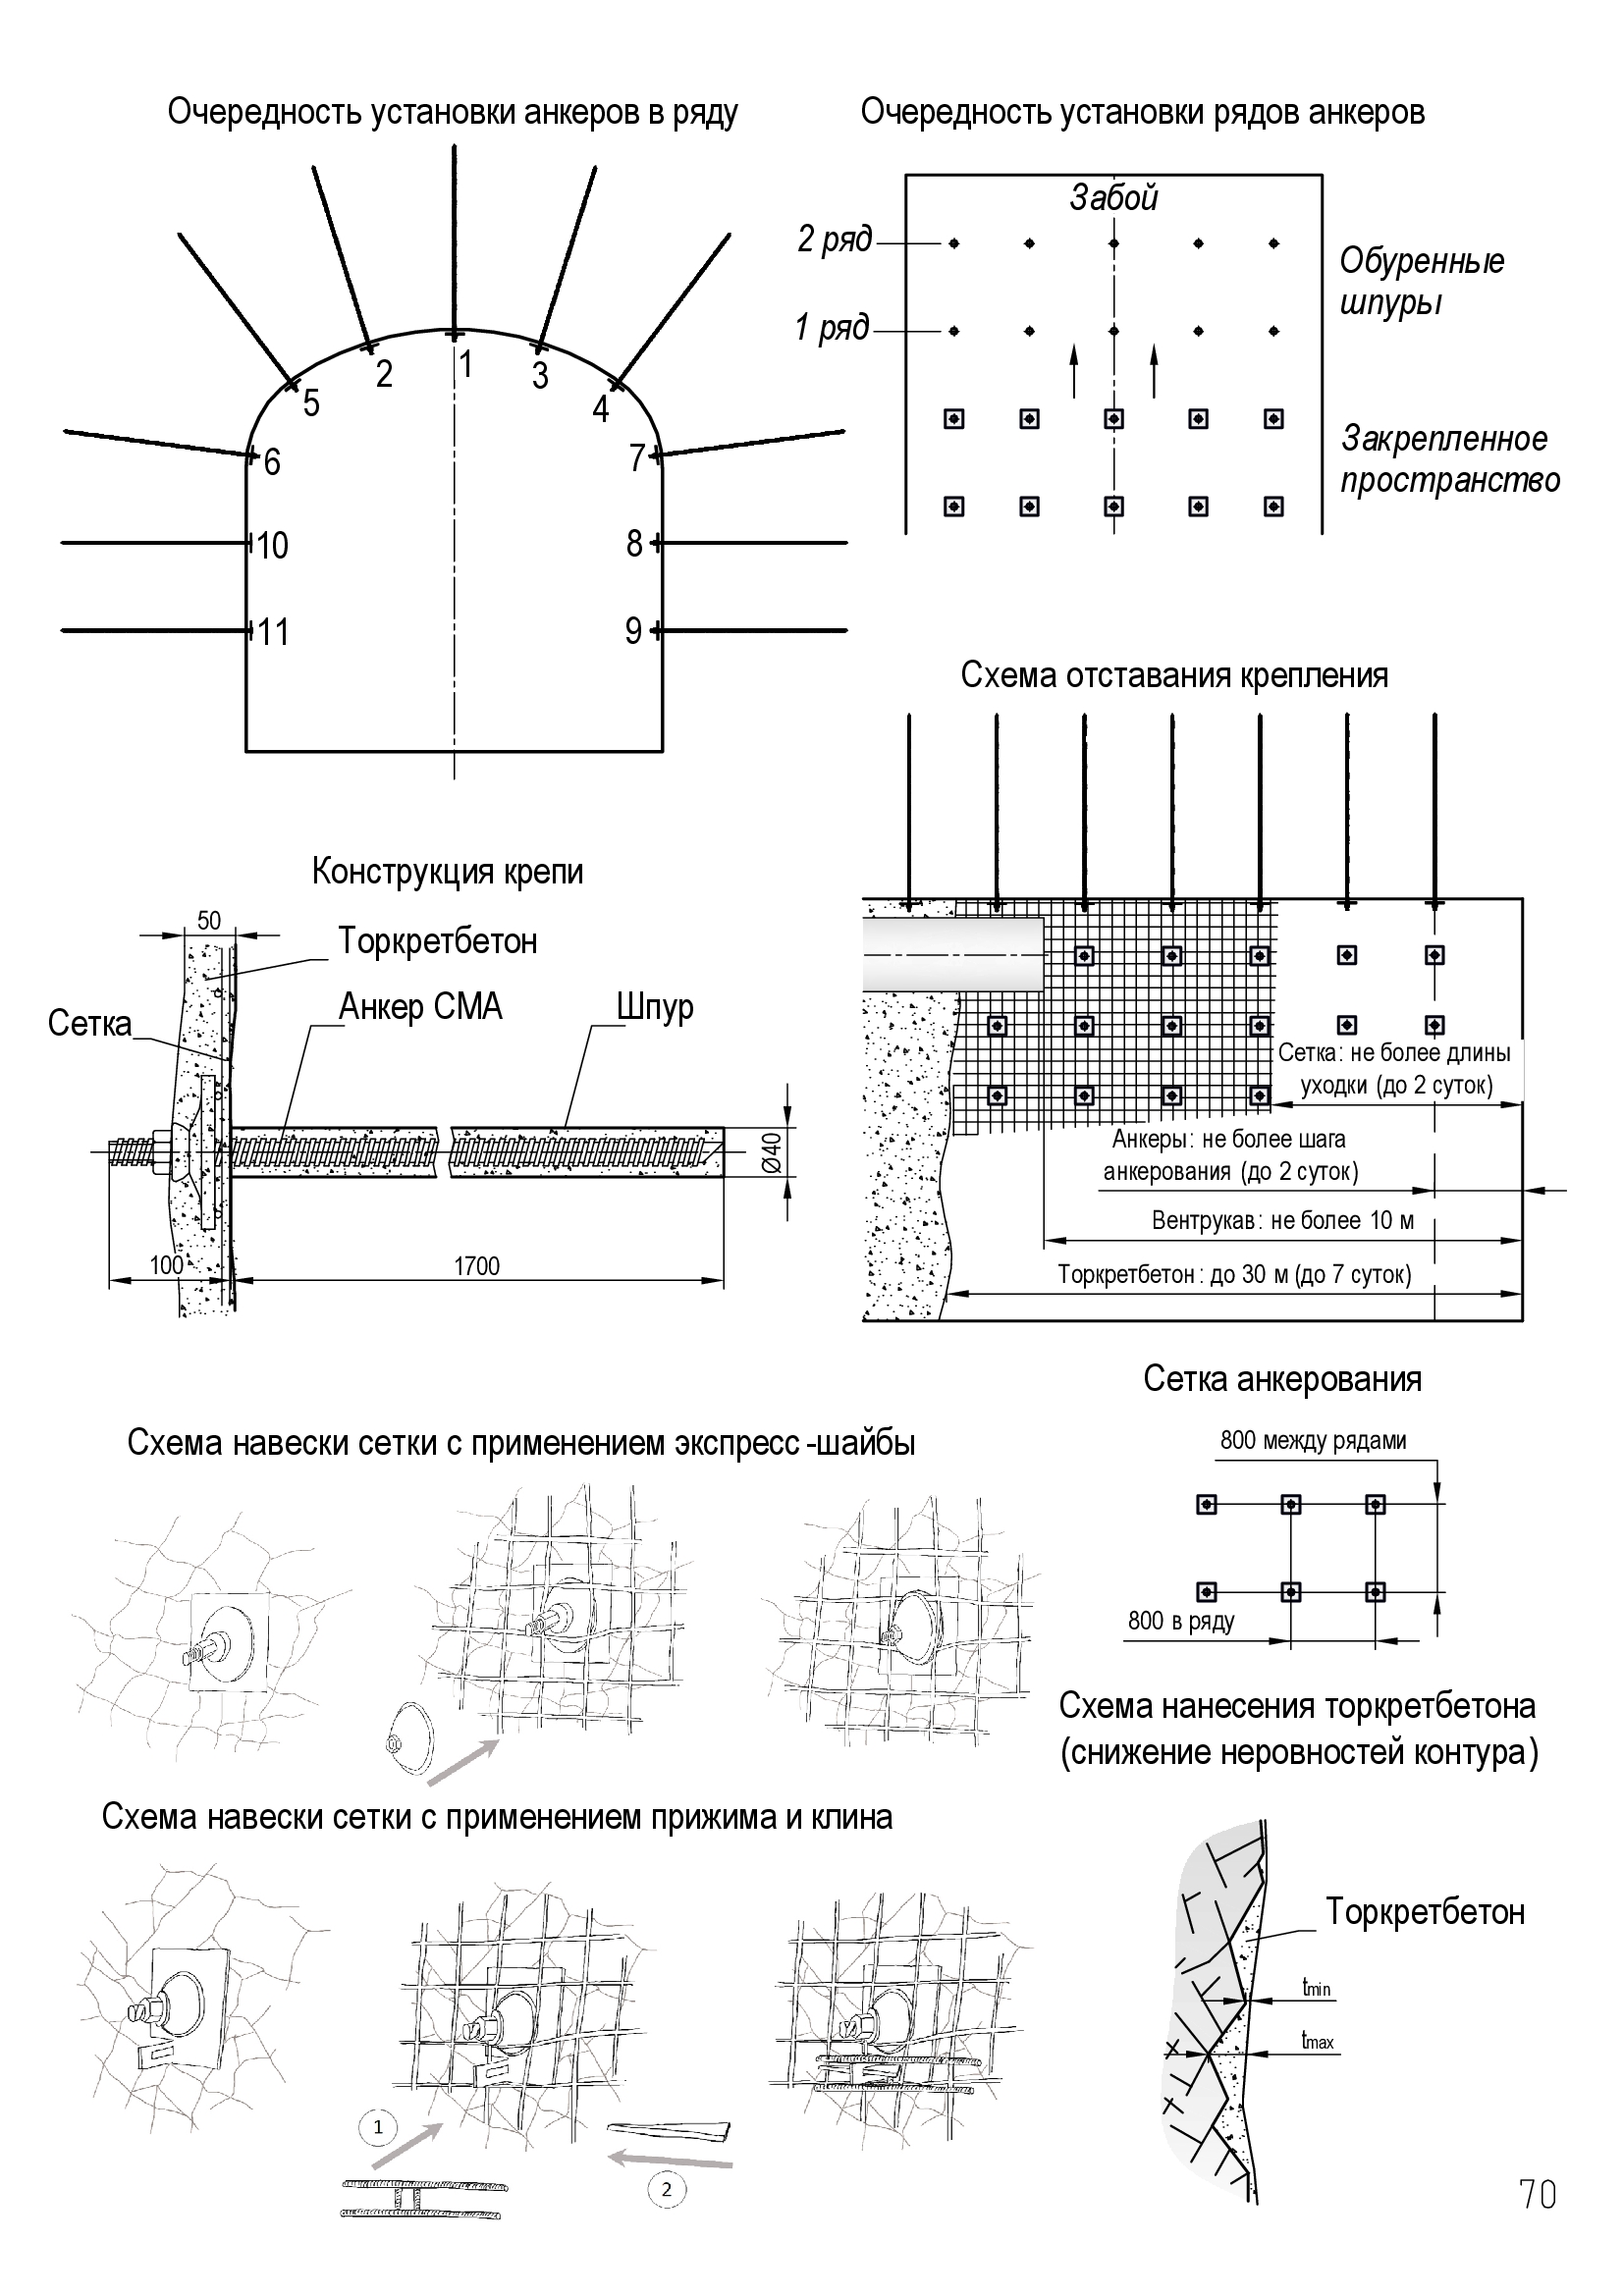 Очередность установки анкеров в ряду
1
2
3
5
4
6
7
10
8
11
9
Очередность установки рядов анкеров
Забой
2 ряд
Обуренные
шпуры
1 ряд
Закрепленное
пространство
Схема отставания крепления
Сетка: не более длины
уходки (до 2 суток)
Анкеры: не более шага
анкерования (до 2 суток)
Вентрукав: не более 10 м
Торкретбетон: до 30 м (до 7 суток)
Конструкция крепи
50
Торкретбетон
Анкер СМА
Шпур
Сетка
Ø40
100
1700
Сетка анкерования
800 между рядами
800 в ряду
Схема навески сетки с применением экспресс-шайбы
Схема навески сетки с применением прижима и клина
1
2
Схема нанесения торкретбетона
(снижение неровностей контура)
Торкретбетон
tmin
tmax
70